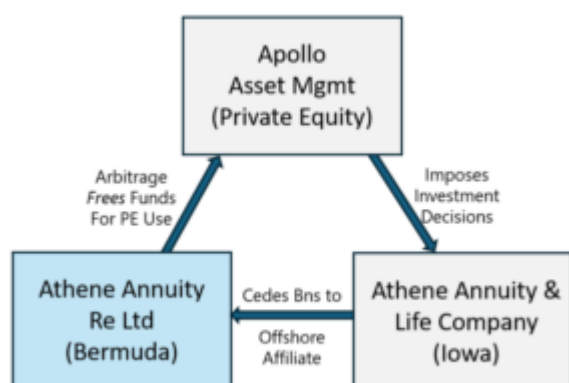 Apollo
Asset Mgmt
(Private Equity)
Arbitrage
Frees Funds
For PE Use
Imposes
Investment
Decisions
Athene Annuity
Re Ltd
(Bermuda)
Cedes Bns to
Offshore
Affiliate
Athene Annuity &
Life Company
(Iowa)